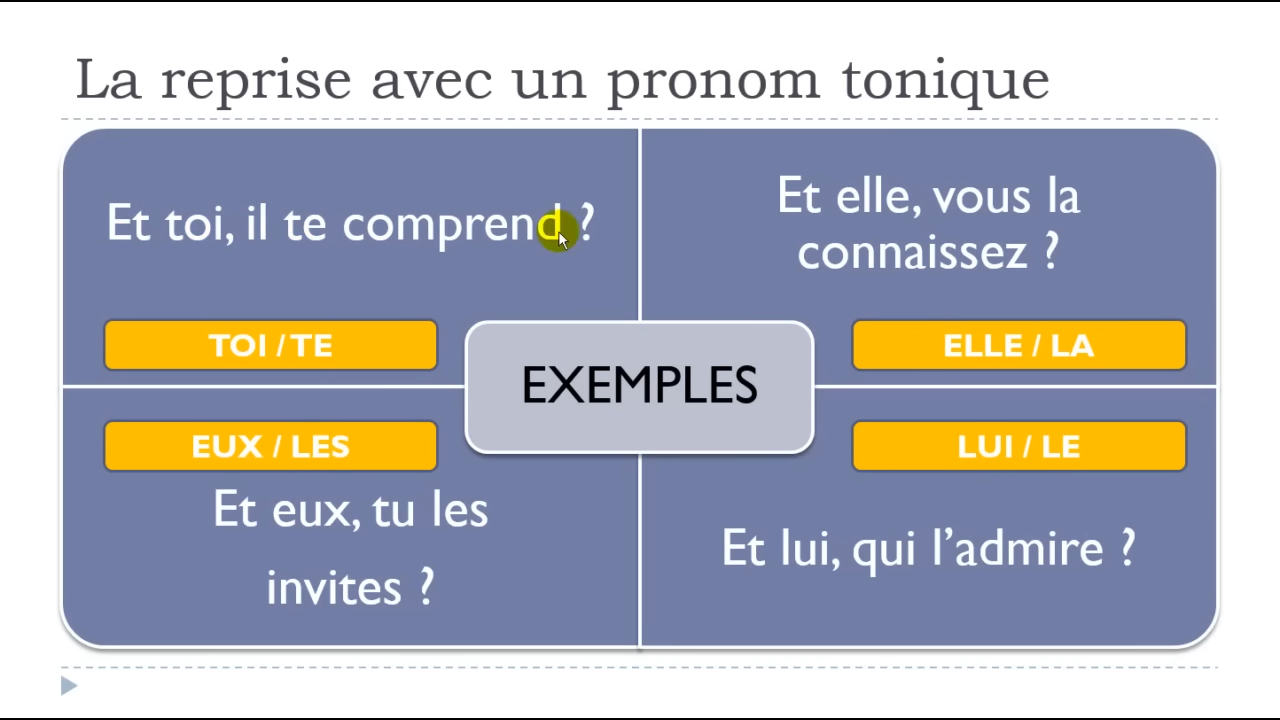 La reprise avec un pronom tonique
Et toi, il te comprend ?
TOI / TE
Et elle, vous la
connaissez ?
ELLE / LA
EXEMPLES
EUX / LES
Et eux, tu les
invites ?
LUI / LE
Et lui, qui l’admire ?